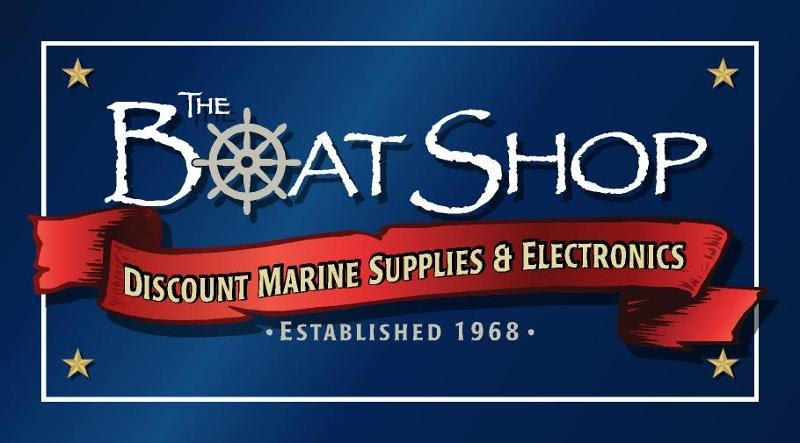 THE
BOAT SHOP
DISCOUNT MARINE SUPPLIES & ELECTRONICS
• ESTABLISHED 1968 •